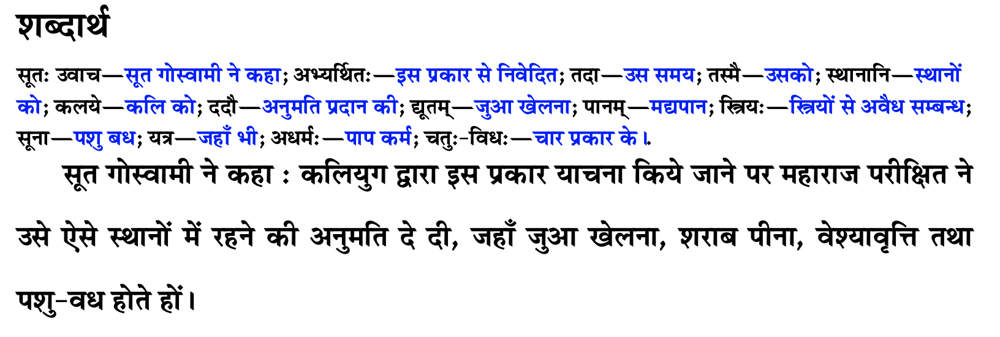 शब्दार्थ
सूतः उवाच—सूत गोस्वामी ने कहा; अभ्यर्थितः—इस प्रकार से निवेदित; तदा—उस समय; तस्मै—उसको; स्थानानि—स्थानों
को; कलये—कलि को; ददौ—अनुमति प्रदान की; द्यूतम्—जुआ खेलना; पानम्—मद्यपान; स्त्रियः—स्त्रियों से अवैध सम्बन्ध;
सूना—पशु बध; यत्र—जहाँ भी; अधर्मः—पाप कर्म; चतुः-विधः—चार प्रकार के।.
सूत गोस्वामी ने कहा : कलियुग द्वारा इस प्रकार याचना किये जाने पर महाराज परीक्षित ने
उसे ऐसे स्थानों में रहने की अनुमति दे दी, जहाँ जुआ खेलना, शराब पीना, वेश्यावृत्ति तथा
पशु-वध होते हों।